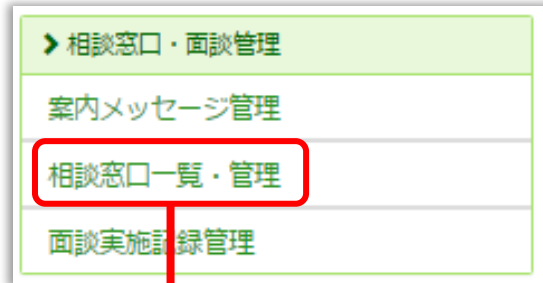 相談窓口・面談管理
案内メッセージ管理
相談窓口一覧・管理
面談実施記録管理